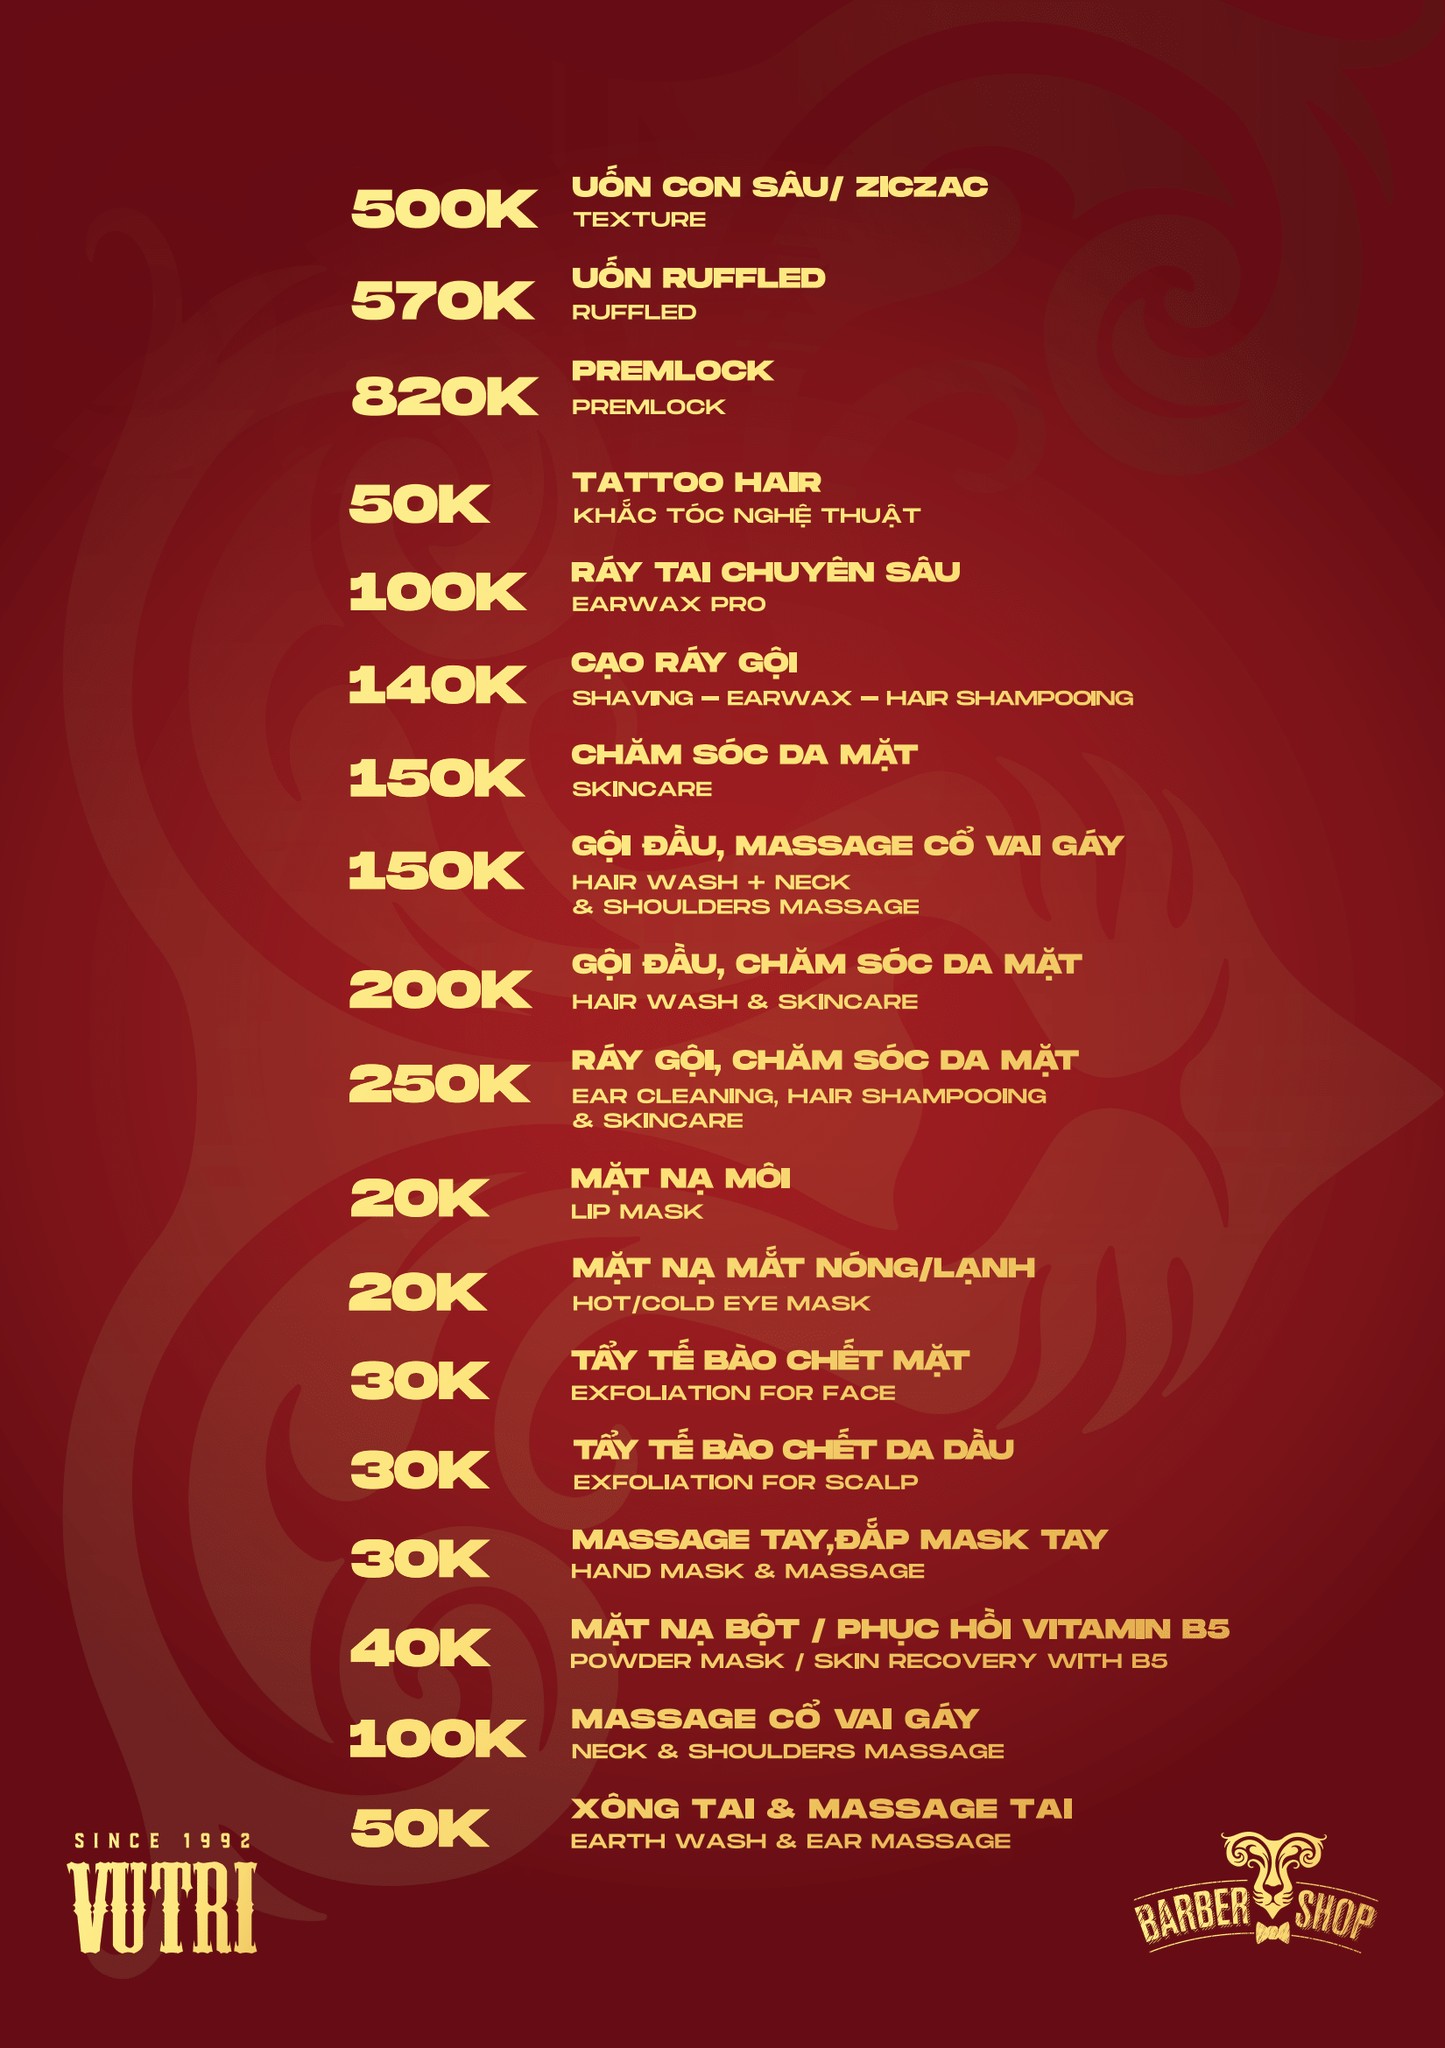 500K
UỐN CON SÂU/ ZICZAC
TEXTURE
570K
UỐN RUFFLED
RUFFLED
820K
PREMLOCK
PREMLOCK
50K
TATTOO HAIR
KHẮC TÓC NGHỆ THUẬT
100K
RÁY TAI CHUYÊN SÂU
EARWAX PRO
140K
CẠO RÁY GỘI
SHAVING – EARWAX – HAIR SHAMPOOING
150K
CHĂM SÓC DA MẶT
SKINCARE
150K
GỘI ĐẦU, MASSAGE CỔ VAI GÁY
HAIR WASH + NECK
& SHOULDERS MASSAGE
200K
GỘI ĐẦU, CHĂM SÓC DA MẶT
HAIR WASH & SKINCARE
250K
RÁY GỘI, CHĂM SÓC DA MẶT
EAR CLEANING, HAIR SHAMPOOING
& SKINCARE
20K
MẶT NẠ MÔI
LIP MASK
20K
MẶT NẠ MẮT NÓNG/LẠNH
HOT/COLD EYE MASK
30K
TẨY TẾ BÀO CHẾT MẶT
EXFOLIATION FOR FACE
30K
TẨY TẾ BÀO CHẾT DA DẦU
EXFOLIATION FOR SCALP
30K
MASSAGE TAY,ĐẮP MASK TAY
HAND MASK & MASSAGE
40K
MẶT NẠ BỘT / PHỤC HỒI VITAMIN B5
POWDER MASK / SKIN RECOVERY WITH B5
100K
MASSAGE CỔ VAI GÁY
NECK & SHOULDERS MASSAGE
50K
XÔNG TAI & MASSAGE TAI
EARTH WASH & EAR MASSAGE
SINCE 1992
VUTRI
BARBER SHOP